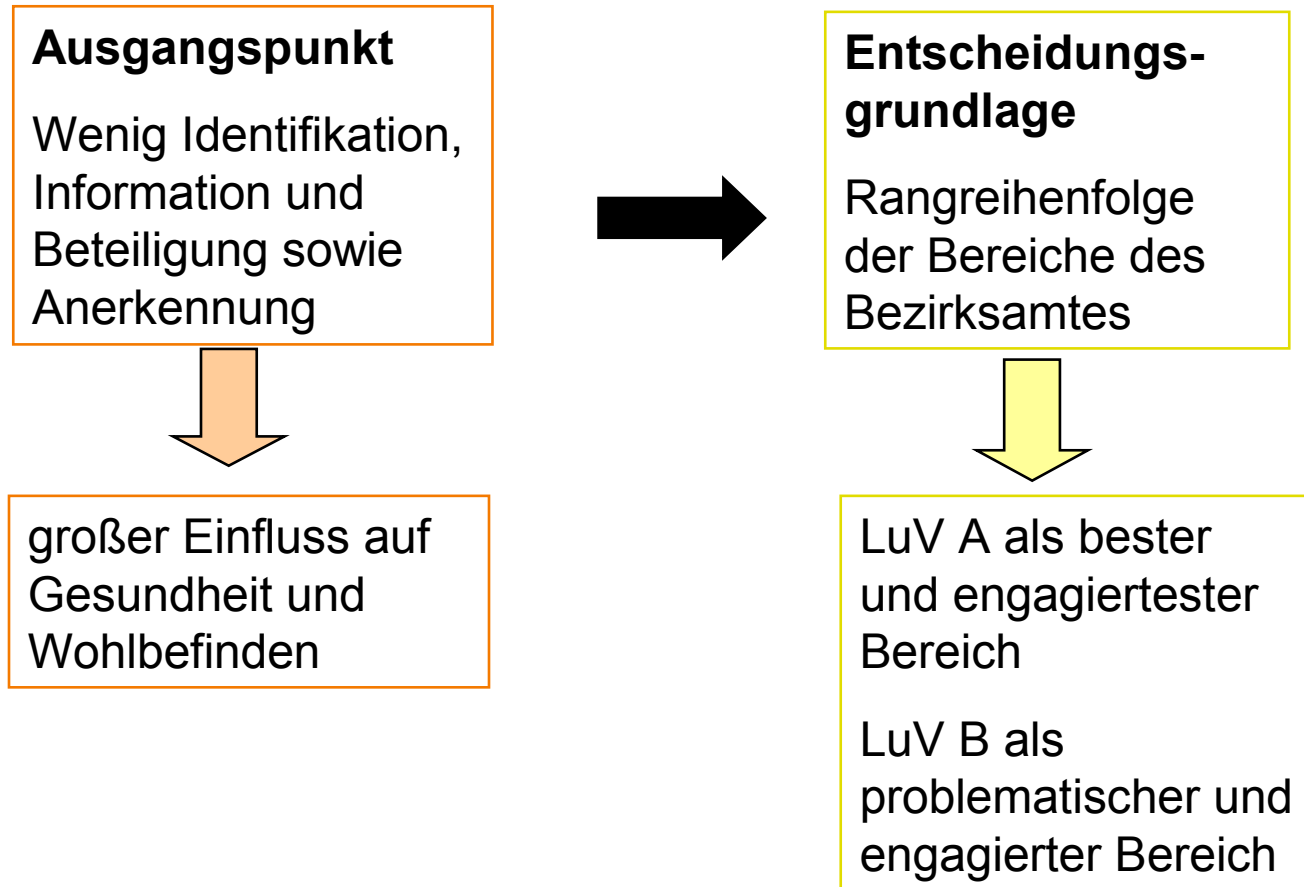 Ausgangspunkt
Wenig Identifikation,
Information und
Beteiligung sowie
Anerkennung
großer Einfluss auf
Gesundheit und
Wohlbefinden
Entscheidungs-
grundlage
Rangreihenfolge
der Bereiche des
Bezirksamtes
LuV A als bester
und engagiertester
Bereich
LuV B als
problematischer und
engagierter Bereich